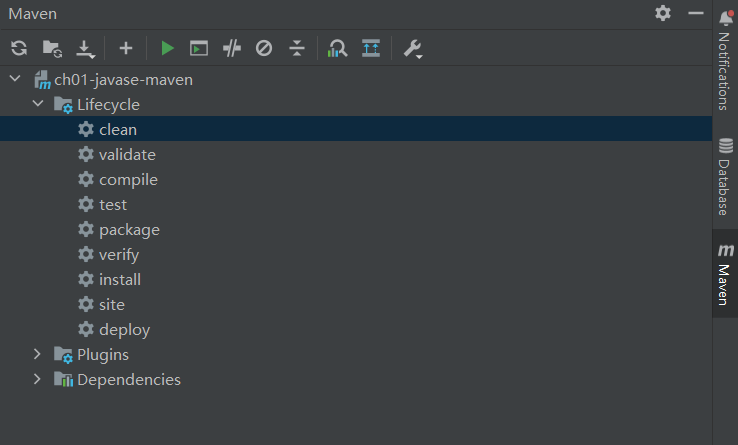 Maven
ch01-javase-maven
Lifecycle
clean
validate
compile
test
package
verify
install
site
deploy
Plugins
Dependencies
Notifications
Database
m Maven